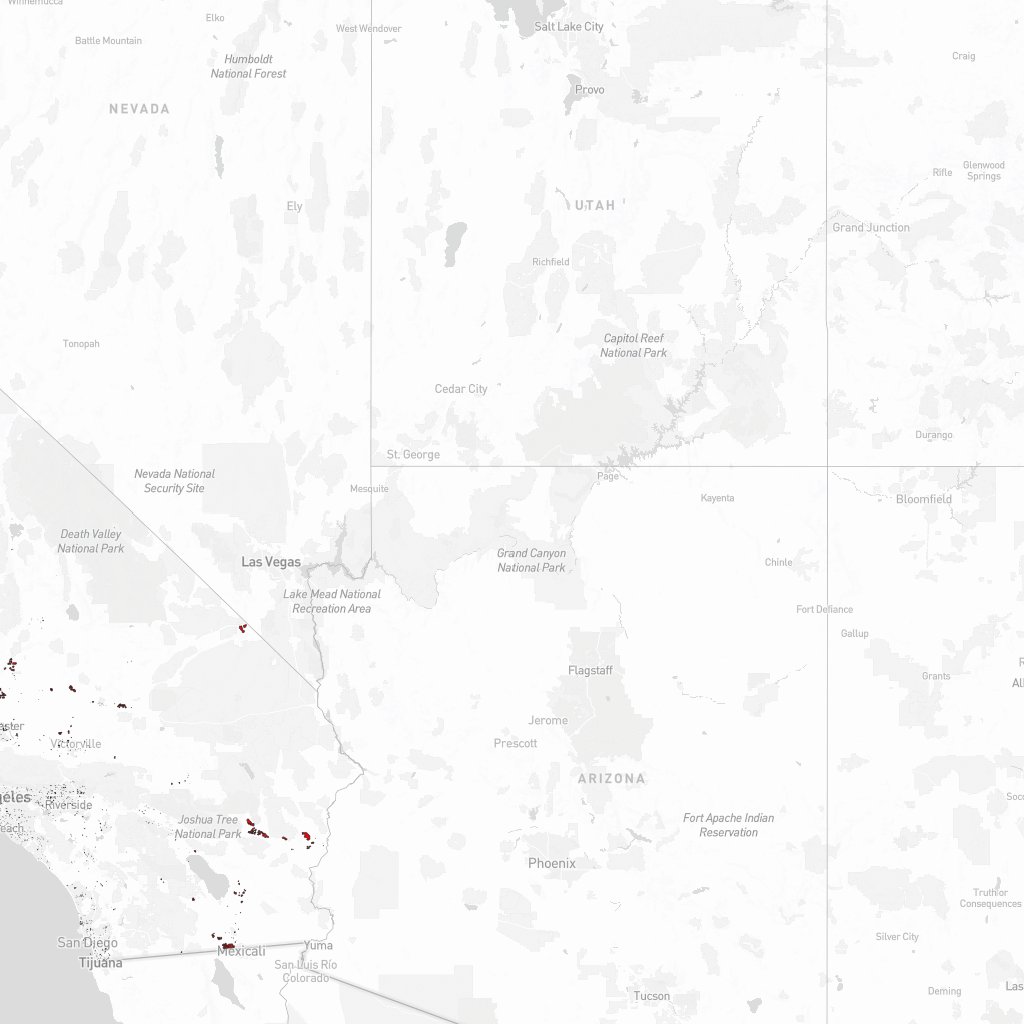 Winnemucca
Elko
Battle Mountain
West Wendover
Salt Lake City
Craig
Humboldt
National Forest
Provo
NEVADA
Rifle
Glenwood
Springs
Ely
UTAH
Grand Junction
Richfield
Tonopah
Capitol Reef
National Park
Cedar City
Durango
St. George
Nevada National
Security Site
Mesquite
Page
Kayenta
Bloomfield
Death Valley
National Park
Las Vegas
Grand Canyon
National Park
Chinle
Lake Mead National
Recreation Area
Fort Defiance
Gallup
Flagstaff
Grants
Jerome
Prescott
Victorville
ARIZONA
Riverside
Joshua Tree
National Park
Fort Apache Indian
Reservation
Phoenix
Truth or
Consequences
San Diego
Mexicali
Yuma
Silver City
Tijuana
San Luis Río
Colorado
Tucson
Deming